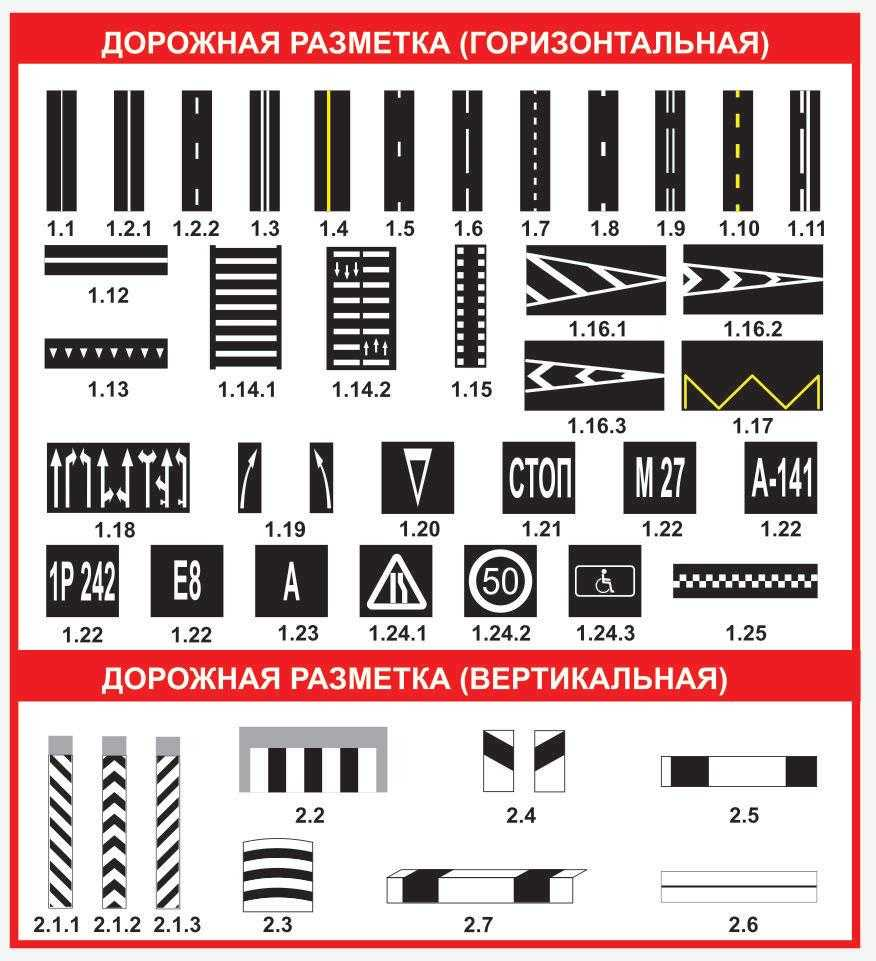 ДОРОЖНАЯ РАЗМЕТКА (ГОРИЗОНТАЛЬНАЯ)
1.1 1.2.1 1.2.2 1.3 1.4 1.5 1.6 1.7 1.8 1.9 1.10 1.11
1.12
1.16.1 1.16.2
1.13 1.14.1 1.14.2 1.15
1.16.3 1.17
СТОП М 27 А-141
1.18 1.19 1.20 1.21 1.22 1.22
1Р 242 Е8 А 50
1.22 1.22 1.23 1.24.1 1.24.2 1.24.3 1.25
ДОРОЖНАЯ РАЗМЕТКА (ВЕРТИКАЛЬНАЯ)
2.2 2.4 2.5
2.1.1 2.1.2 2.1.3 2.3 2.7 2.6